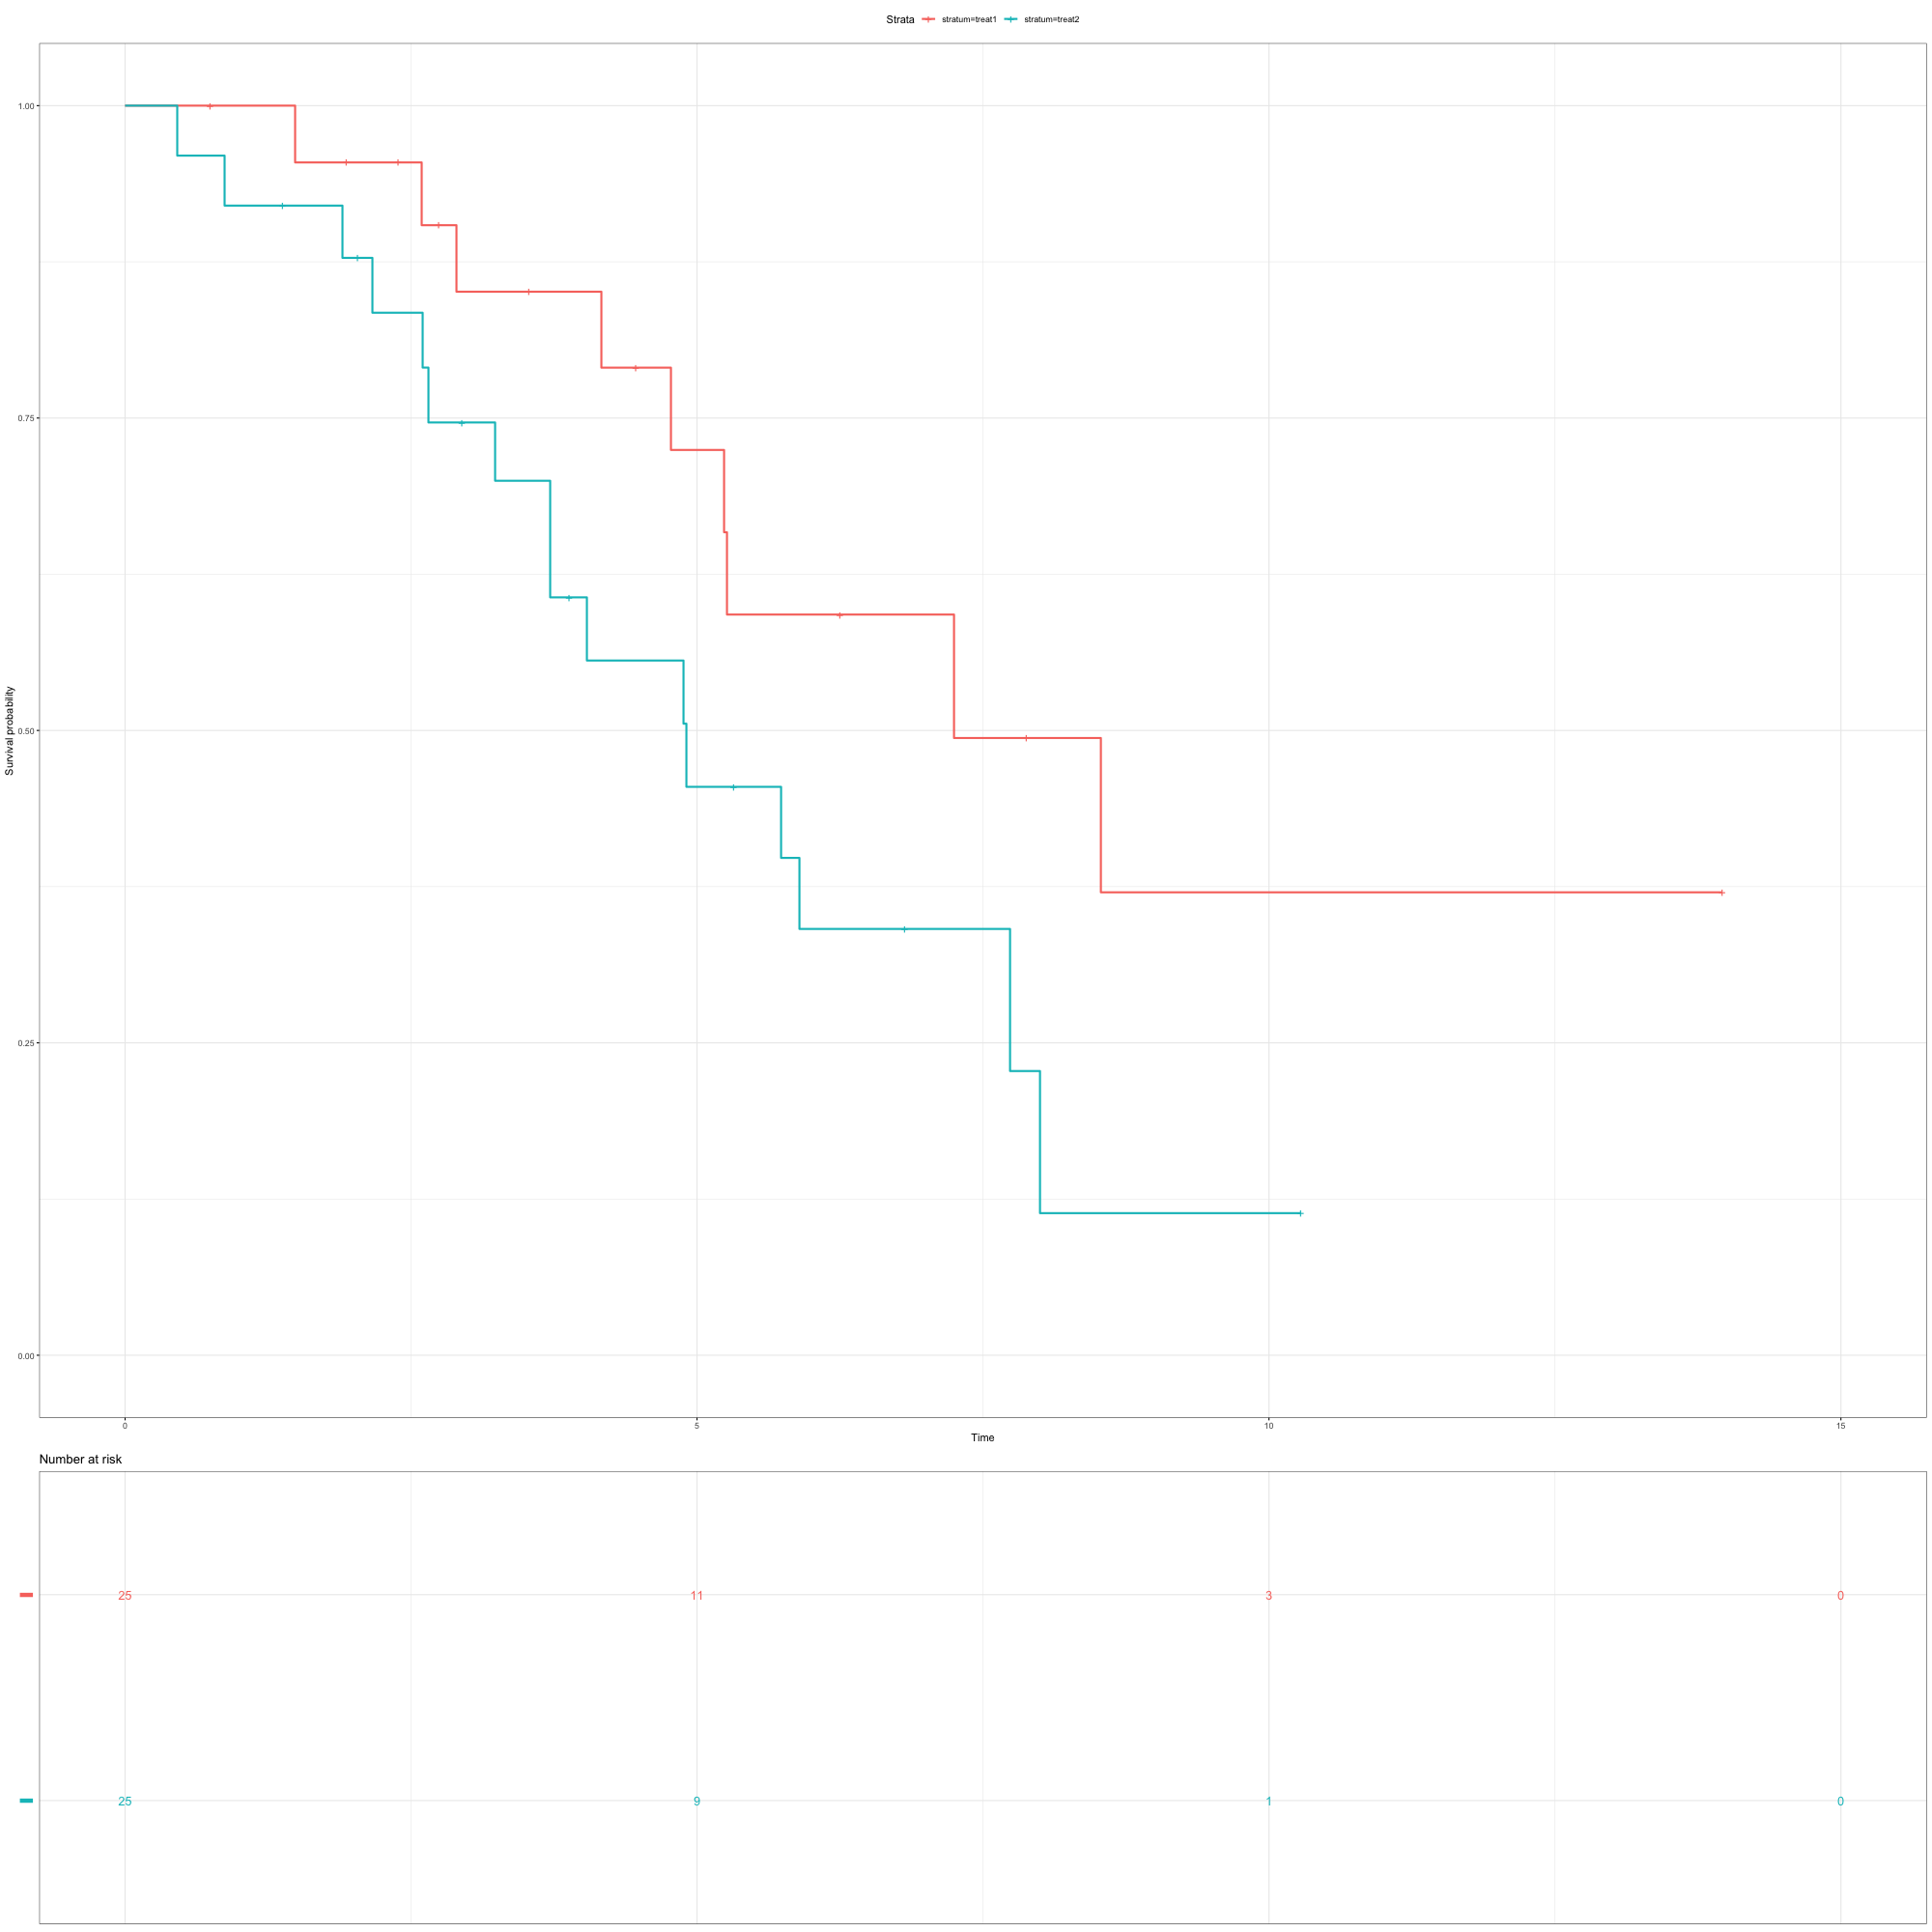 Strata stratum=treat1 stratum=treat2
1.00
0.75
0.50
0.25
0.00
Survival probability
0 5 10 15
Time
Number at risk
25 11 3 0
25 9 1 0